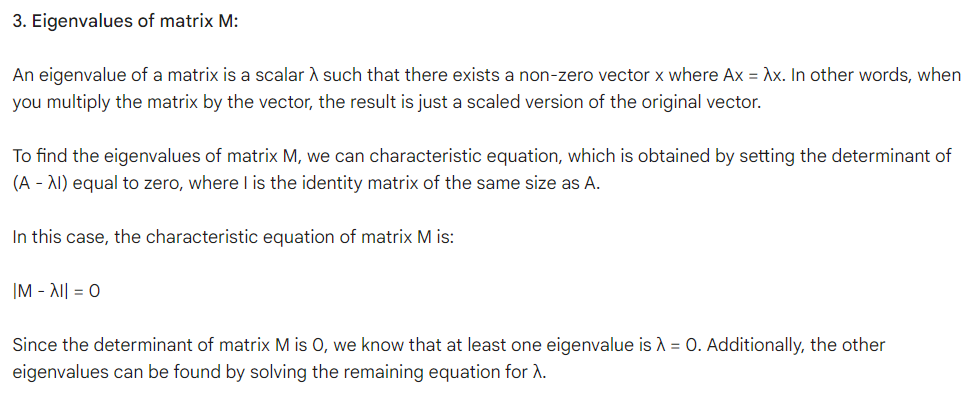 3. Eigenvalues of matrix M:
An eigenvalue of a matrix is a scalar λ such that there exists a non-zero vector x where Ax = λx. In other words, when
you multiply the matrix by the vector, the result is just a scaled version of the original vector.
To find the eigenvalues of matrix M, we can characteristic equation, which is obtained by setting the determinant of
(A - λI) equal to zero, where I is the identity matrix of the same size as A.
In this case, the characteristic equation of matrix M is:
|M - λI| = 0
Since the determinant of matrix M is 0, we know that at least one eigenvalue is λ = 0. Additionally, the other
eigenvalues can be found by solving the remaining equation for λ.